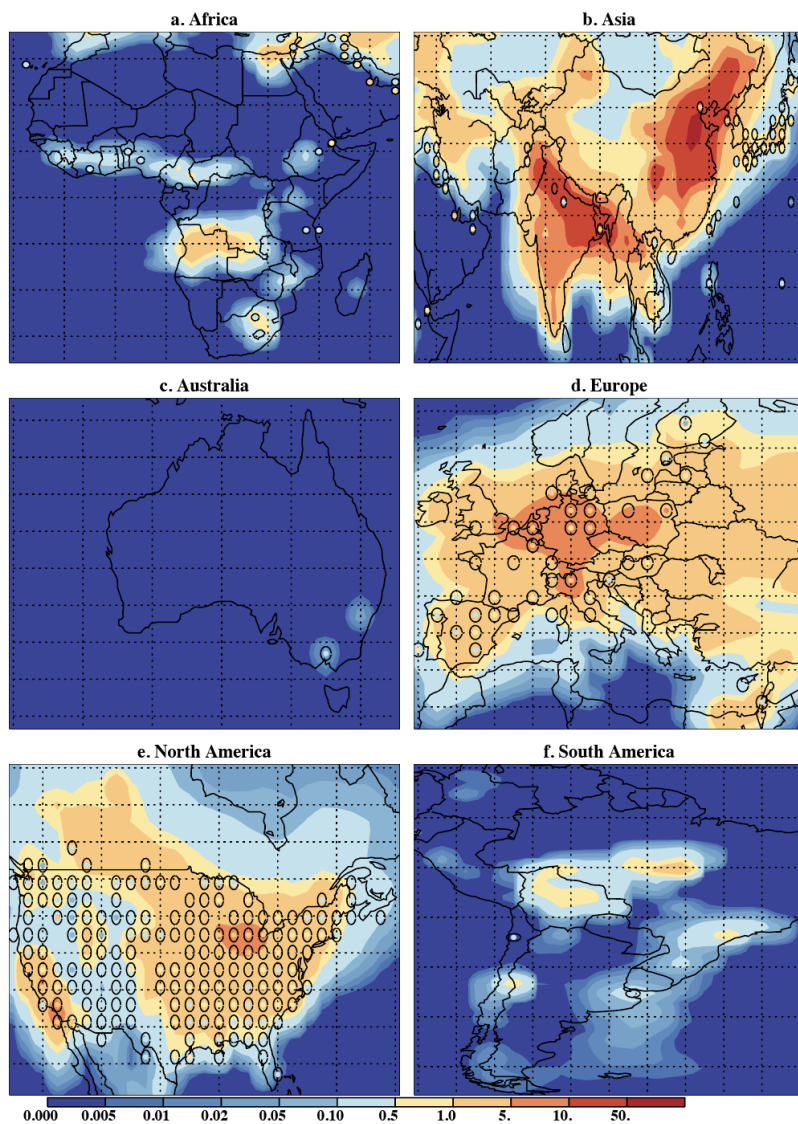 a. Africa
b. Asia
c. Australia
d. Europe
e. North America
f. South America
0.000 0.005 0.01 0.02 0.05 0.10 0.5 1.0 5. 10. 50.